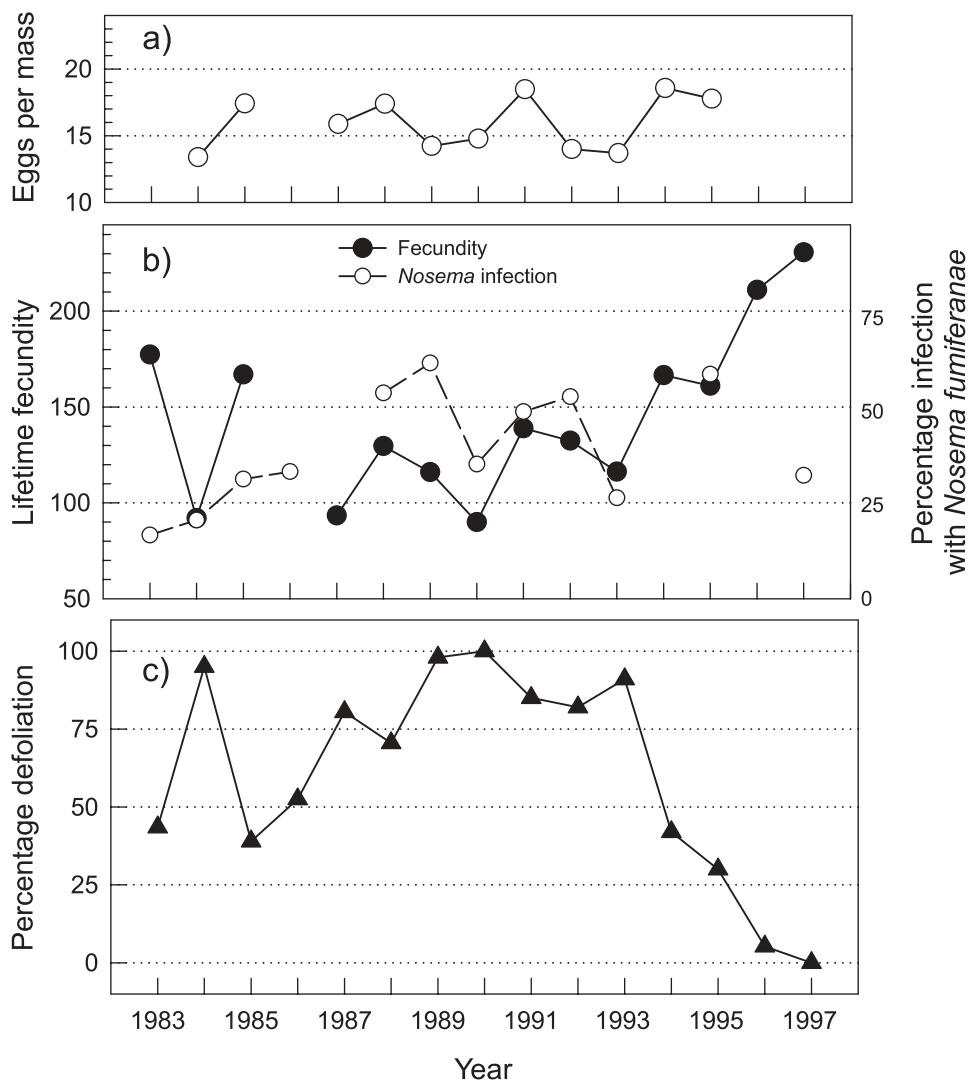 a)
Eggs per mass
20
15
10
b)
Fecundity
Nosema infection
Lifetime fecundity
200
150
100
50
75
50
25
0
Percentage infection
with Nosema fumiferanae
c)
Percentage defoliation
100
75
50
25
0
1983 1985 1987 1989 1991 1993 1995 1997
Year